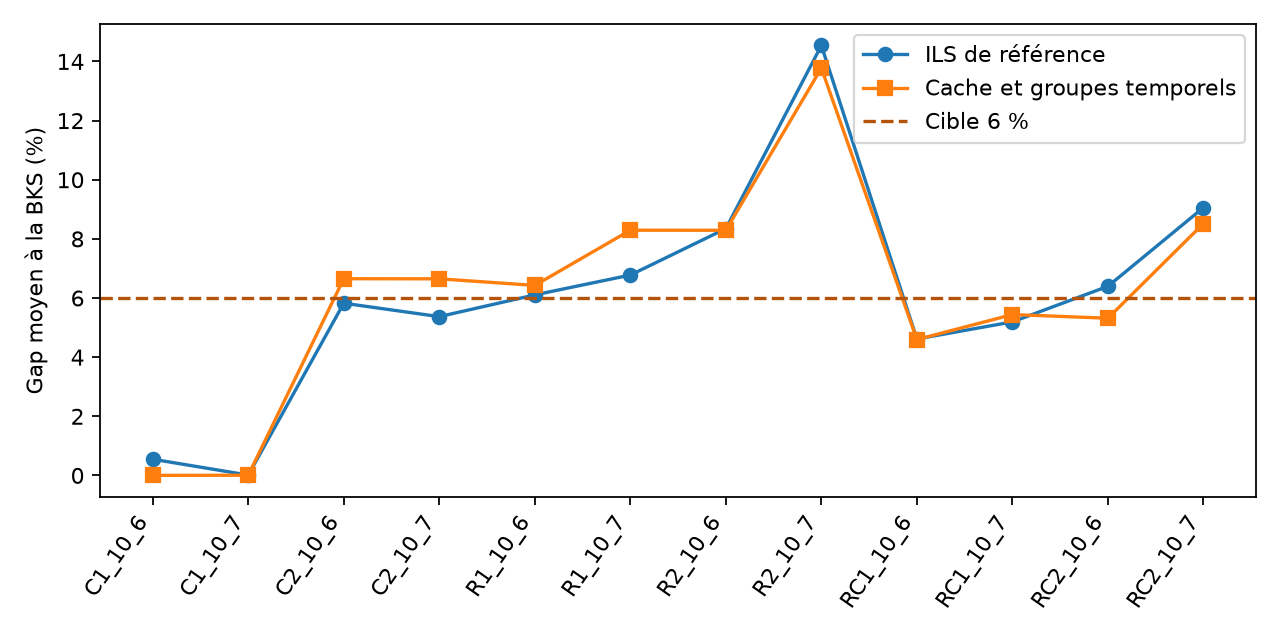 Gap moyen à la BKS (%)
14
12
10
8
6
4
2
0
ILS de référence
Cache et groupes temporels
Cible 6 %
C1_10_6
C1_10_7
C2_10_6
C2_10_7
R1_10_6
R1_10_7
R2_10_6
R2_10_7
RC1_10_6
RC1_10_7
RC2_10_6
RC2_10_7